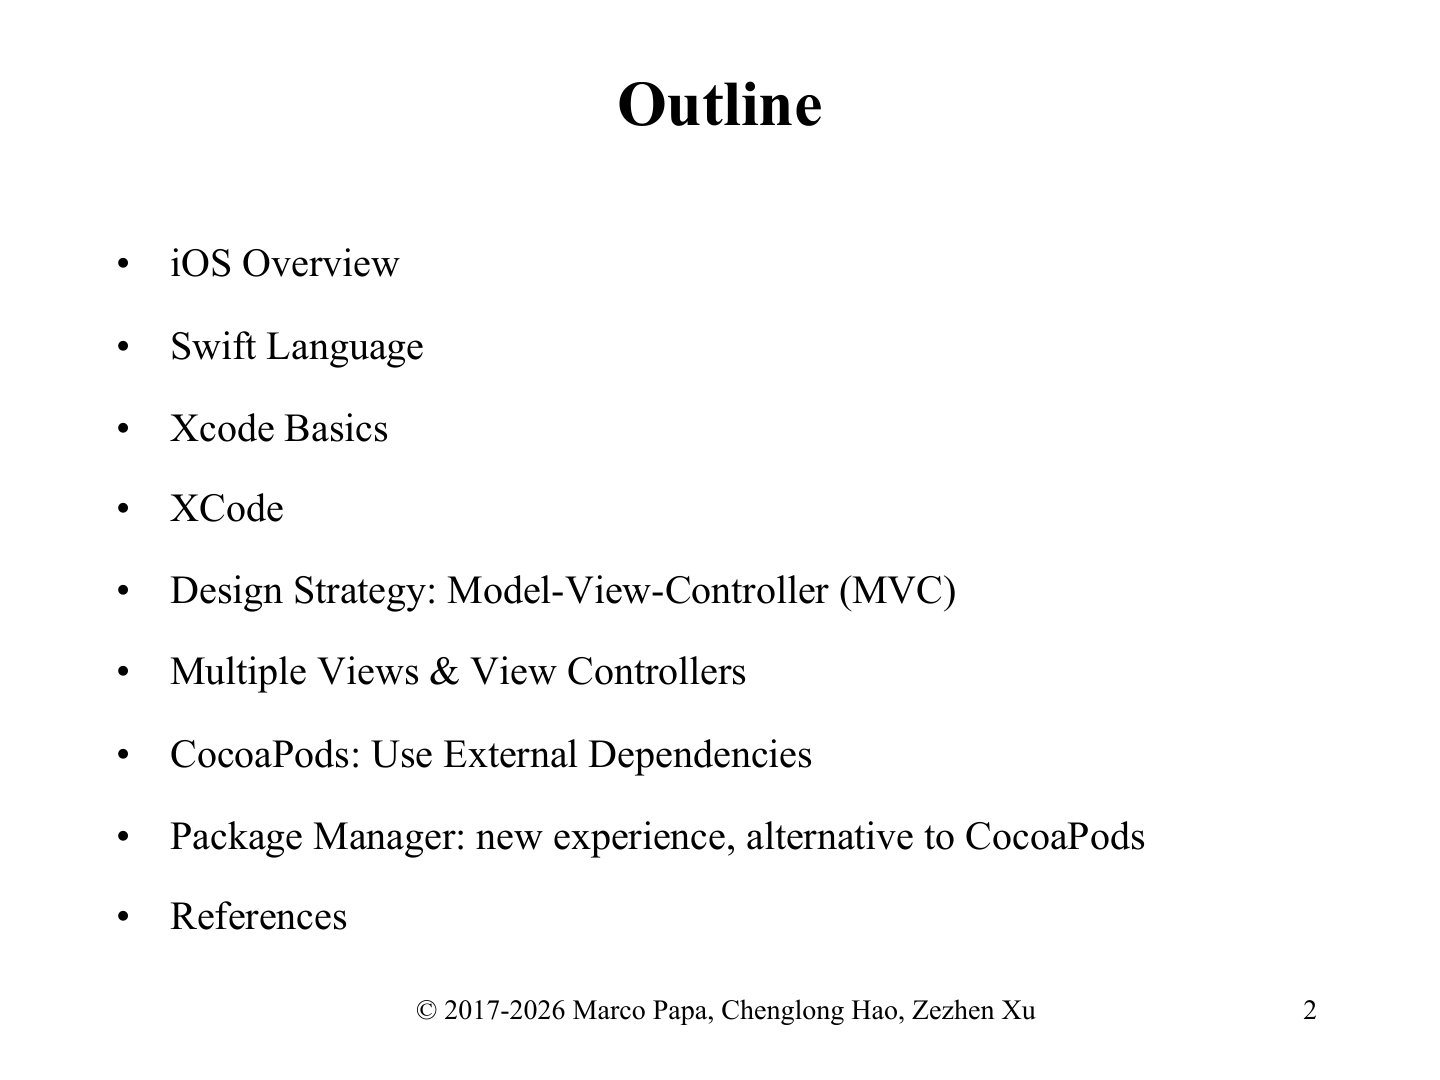 Outline
• iOS Overview
• Swift Language
• Xcode Basics
• XCode
• Design Strategy: Model-View-Controller (MVC)
• Multiple Views & View Controllers
• CocoaPods: Use External Dependencies
• Package Manager: new experience, alternative to CocoaPods
• References
© 2017-2026 Marco Papa, Chenglong Hao, Zezhen Xu 2